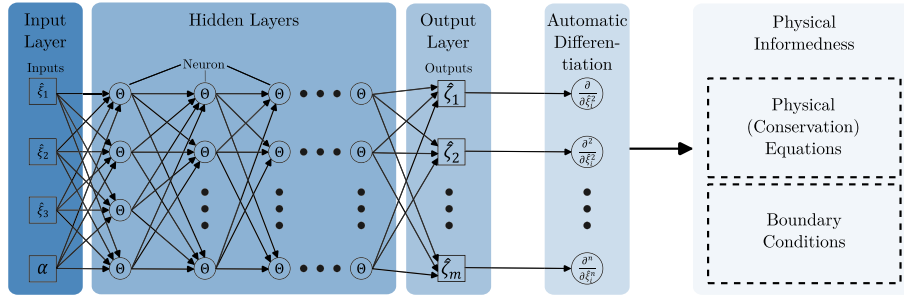 Input
Layer
Inputs
ξ̂₁
ξ̂₂
ξ̂₃
α
Hidden Layers
Neuron
Θ Θ Θ Θ
Θ Θ Θ Θ
Θ
Θ Θ Θ Θ
Output
Layer
Outputs
ζ̂₁
ζ̂₂
ζ̂ₘ
Automatic
Differen-
tiation
∂/∂ξ̂ᵢ²
∂²/∂ξ̂ᵢ²
∂ⁿ/∂ξ̂ᵢⁿ
Physical
Informedness
Physical
(Conservation)
Equations
Boundary
Conditions